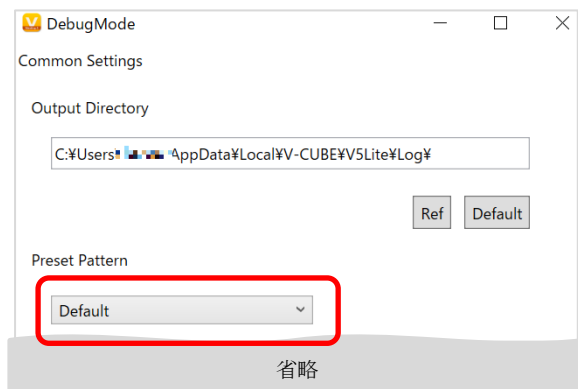 DebugMode
Common Settings
Output Directory
C:¥Users AppData¥Local¥V-CUBE¥V5Lite¥Log¥
Ref Default
Preset Pattern
Default
省略